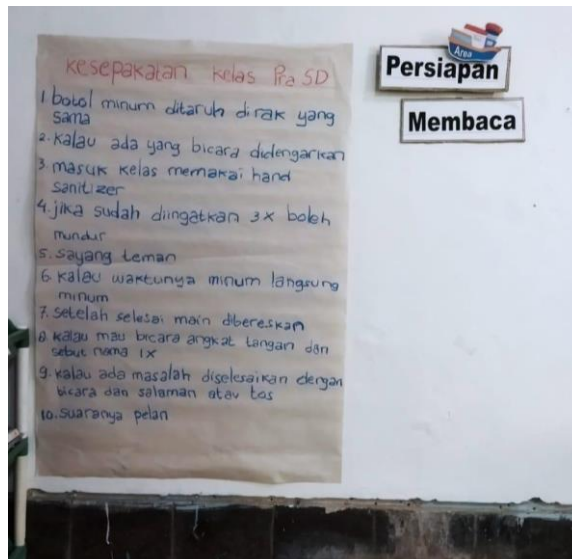 Kesepakatan Kelas Pra SD
1. botol minum ditaruh di rak yang
sama
2. Kalau ada yang bicara didengarkan
3. masuk kelas memakai hand
sanitizer
4. jika sudah diingatkan 3x boleh
mundur
5. sayang teman
6. Kalau waktunya minum langsung
minum
7. setelah selesai main dibereskan
8. kalau mau bicara angkat tangan dan
sebut nama 1x
9. kalau ada masalah diselesaikan dengan
bicara dan salaman atau tos
10. suaranya pelan
Area
Persiapan
Membaca